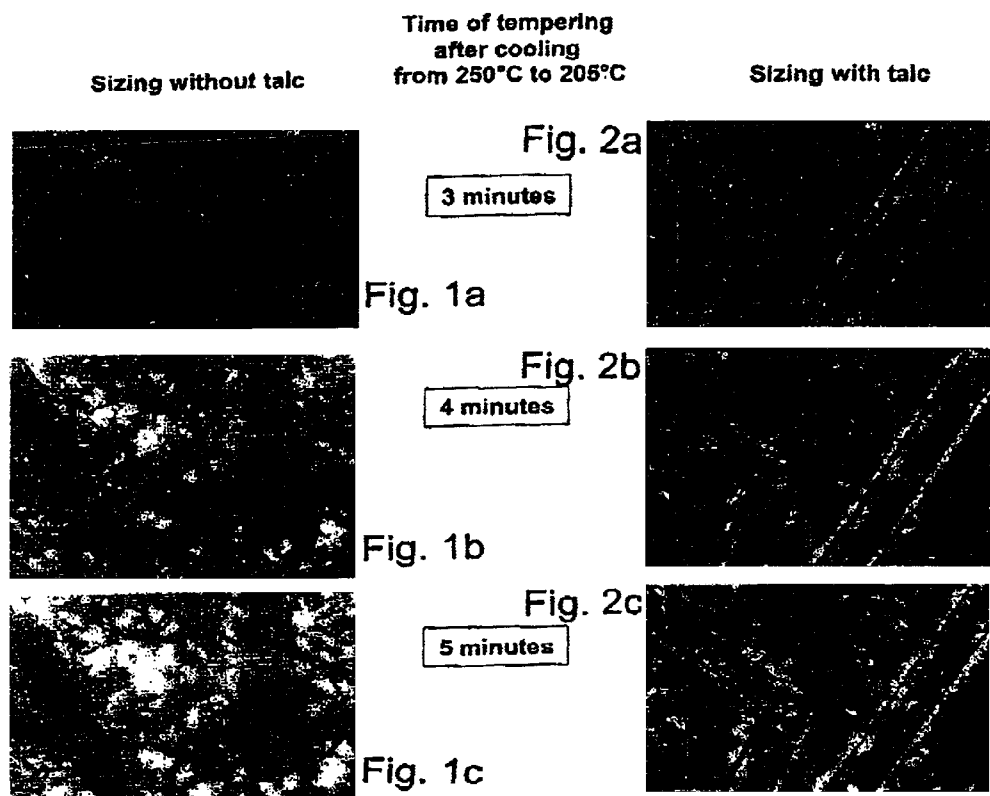 Time of tempering
after cooling
from 250°C to 205°C
Sizing without talc
Sizing with talc
Fig. 2a
3 minutes
Fig. 1a
Fig. 2b
4 minutes
Fig. 1b
Fig. 2c
5 minutes
Fig. 1c